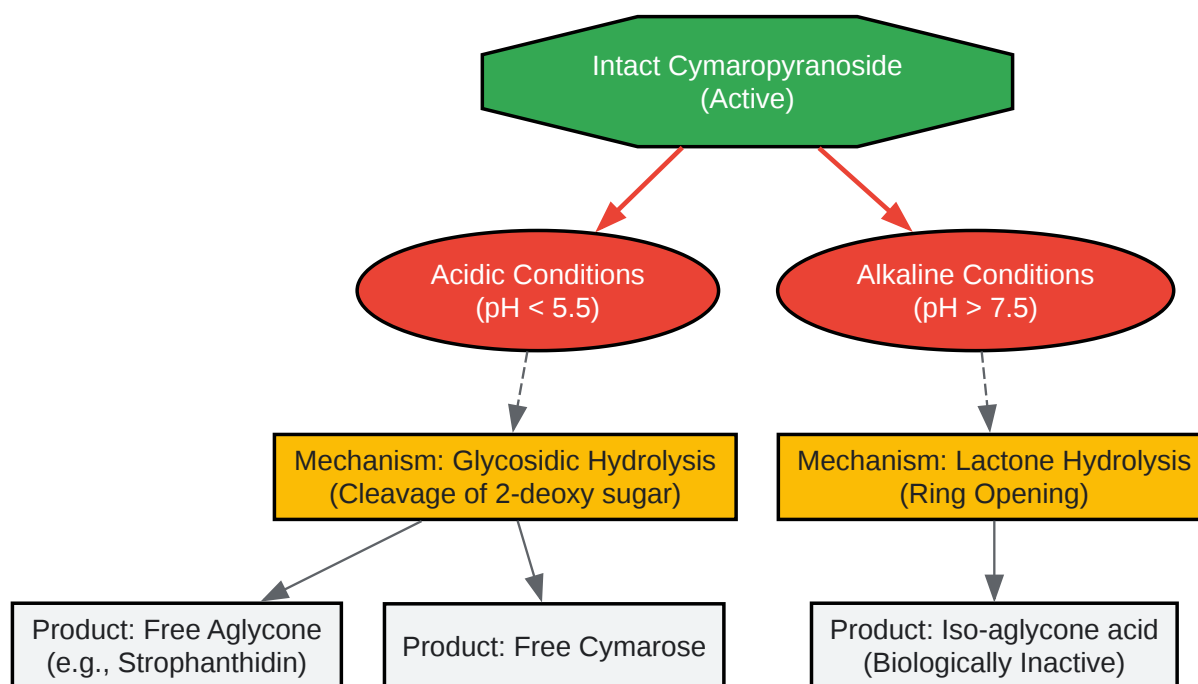 Intact Cymaropyranoside
(Active)
Acidic Conditions
(pH < 5.5)
Alkaline Conditions
(pH > 7.5)
Mechanism: Glycosidic Hydrolysis
(Cleavage of 2-deoxy sugar)
Mechanism: Lactone Hydrolysis
(Ring Opening)
Product: Free Aglycone
(e.g., Strophanthidin)
Product: Free Cymarose
Product: Iso-aglycone acid
(Biologically Inactive)